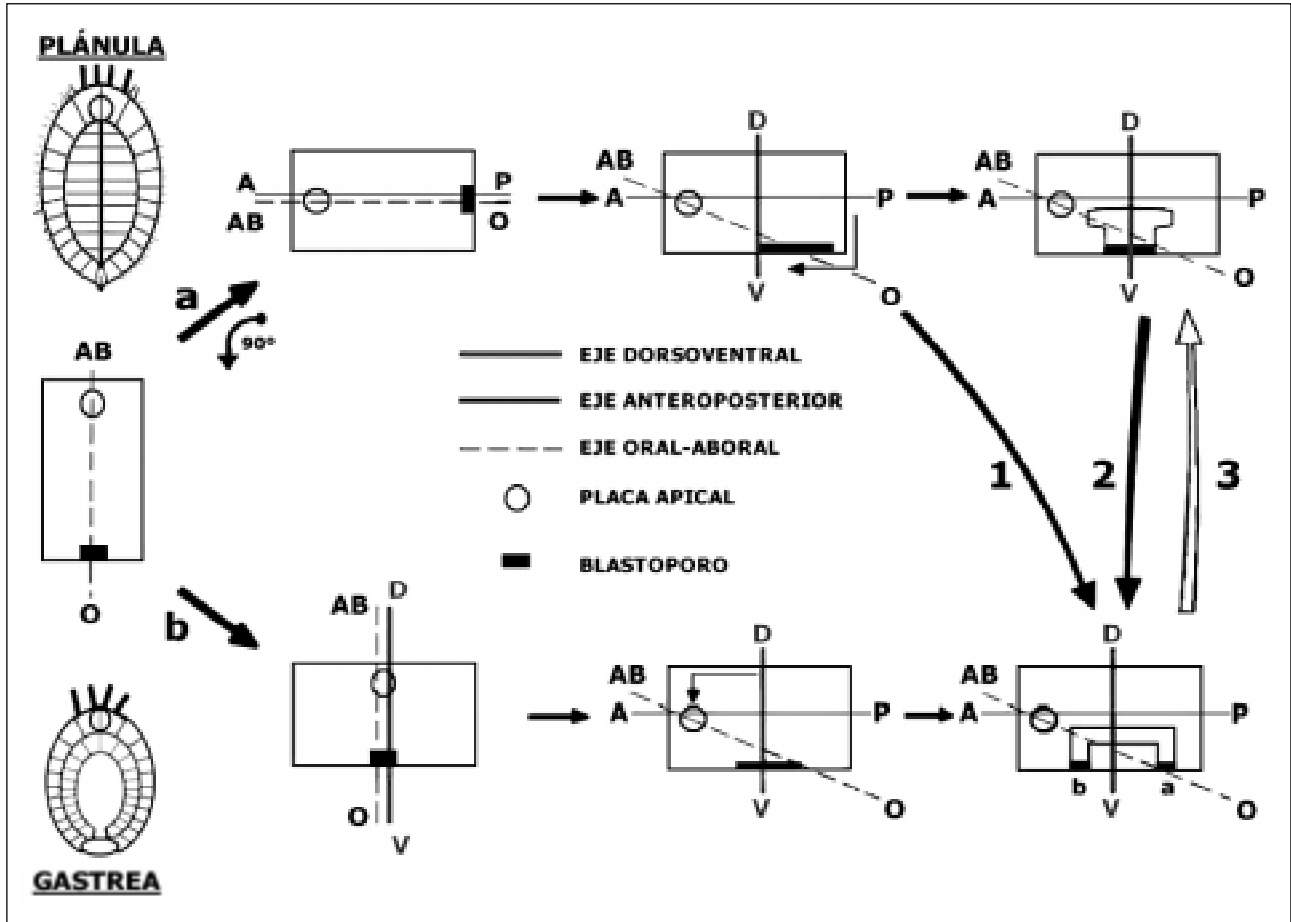 PLÁNULA
a
90°
AB
O
b
GASTREA
A
AB
P
O
AB
A
D
P
V
O
AB
A
D
P
V
O
EJE DORSOVENTRAL
EJE ANTEROPOSTERIOR
EJE ORAL-ABORAL
PLACA APICAL
BLASTOPORO
1
2
3
AB
D
O
V
AB
A
D
P
V
O
AB
A
D
P
b
a
V
O